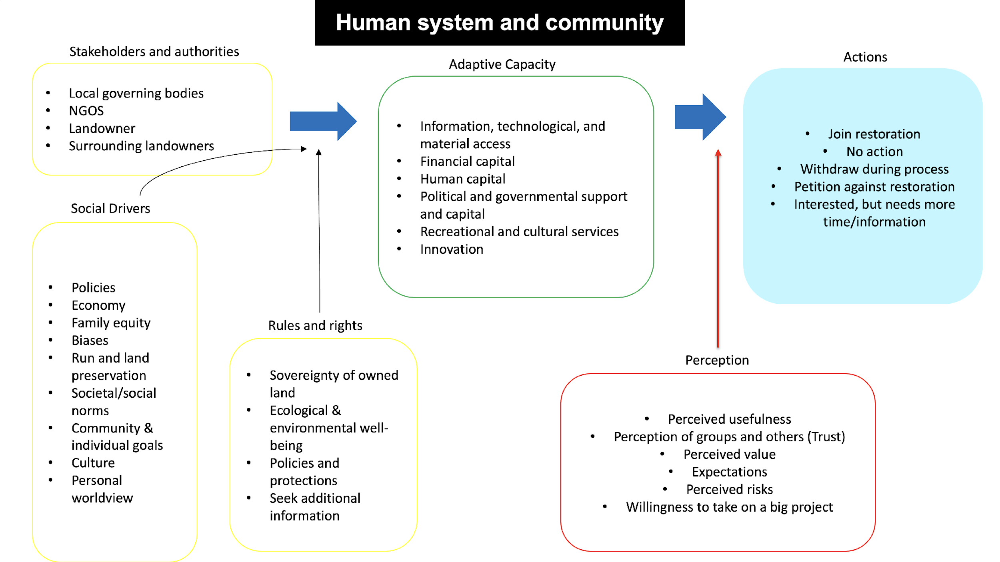 Human system and community
Stakeholders and authorities
• Local governing bodies
• NGOS
• Landowner
• Surrounding landowners
Social Drivers
• Policies
• Economy
• Family equity
• Biases
• Run and land
preservation
• Societal/social
norms
• Community &
individual goals
• Culture
• Personal
worldview
Rules and rights
• Sovereignty of owned
land
• Ecological &
environmental well-
being
• Policies and
protections
• Seek additional
information
Adaptive Capacity
• Information, technological, and
material access
• Financial capital
• Human capital
• Political and governmental support
and capital
• Recreational and cultural services
• Innovation
Perception
• Perceived usefulness
• Perception of groups and others (Trust)
• Perceived value
• Expectations
• Perceived risks
• Willingness to take on a big project
Actions
• Join restoration
• No action
• Withdraw during process
• Petition against restoration
• Interested, but needs more
time/information